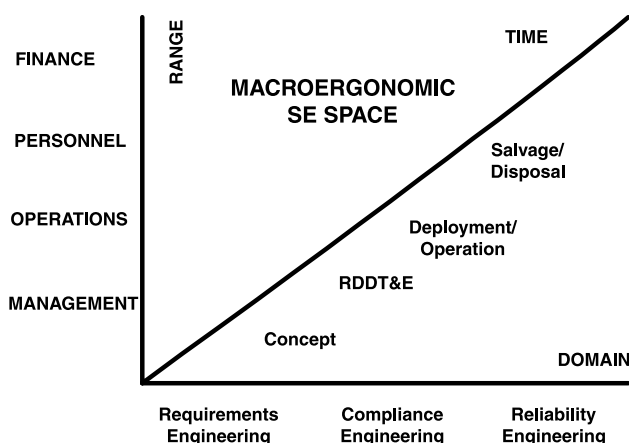 FINANCE
PERSONNEL
OPERATIONS
MANAGEMENT
RANGE
MACROERGONOMIC
SE SPACE
TIME
Salvage/
Disposal
Deployment/
Operation
RDDT&E
Concept
DOMAIN
Requirements
Engineering
Compliance
Engineering
Reliability
Engineering